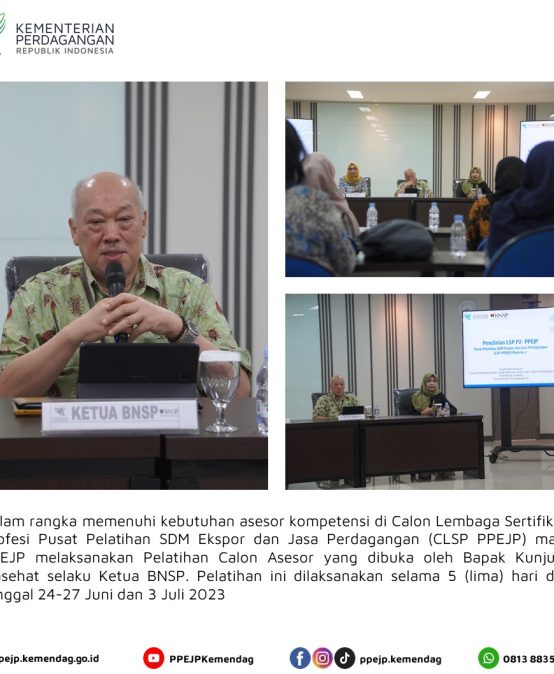 KEMENTERIAN
PERDAGANGAN
REPUBLIK INDONESIA
KETUA BNSP
BNSP
Pendirian LSP P2- PPEJP
lam rangka memenuhi kebutuhan asesor kompetensi di Calon Lembaga Sertifik
ofesi Pusat Pelatihan SDM Ekspor dan Jasa Perdagangan (CLSP PPEJP) ma
EJP melaksanakan Pelatihan Calon Asesor yang dibuka oleh Bapak Kunju
asehat selaku Ketua BNSP. Pelatihan ini dilaksanakan selama 5 (lima) hari d
nggal 24-27 Juni dan 3 Juli 2023
pejp.kemendag.go.id
PPEJPKemendag
ppejp.kemendag
0813 8835